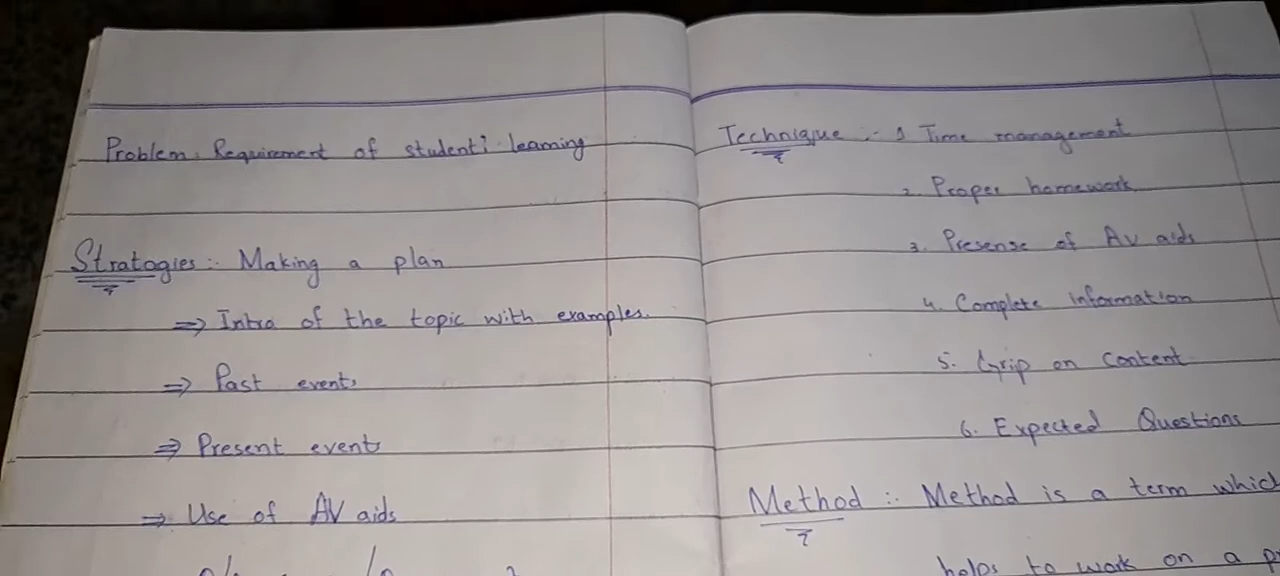 Problem: Requirement of students learning
Stratogies :- Making a plan
⇒ Intro of the topic with examples.
⇒ Past events
⇒ Present events
⇒ Use of AV aids
Technique :- 1 Time management
2. Proper homework
3. Presense of AV aids
4. Complete information
5. Grip on content
6. Expected Questions
Method :- Method is a term which
helps to work on a